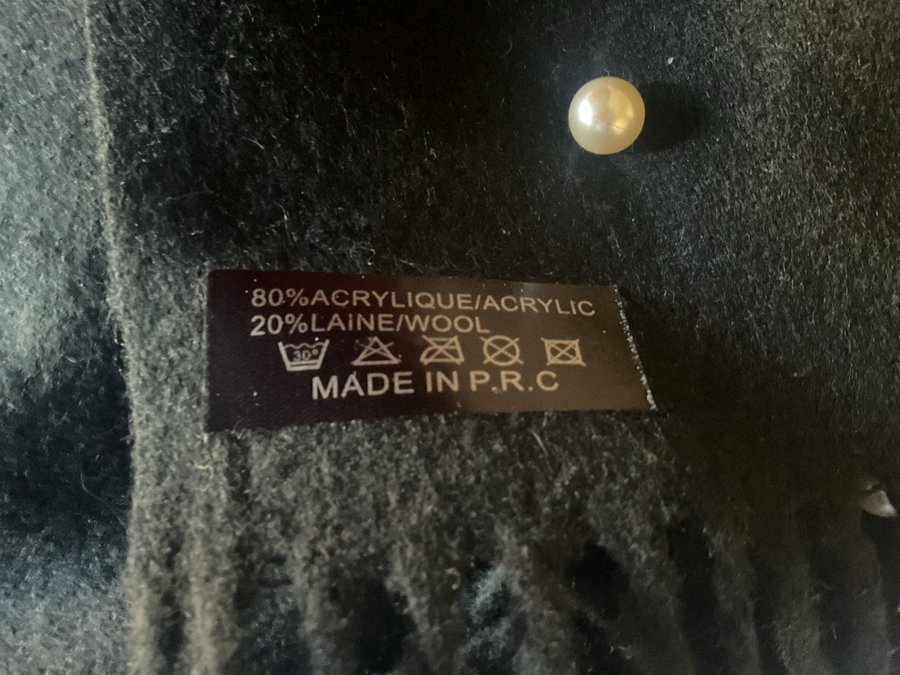 80%ACRYLIQUE/ACRYLIC
20%LAiNE/WOOL
30°
MADE IN P.R.C